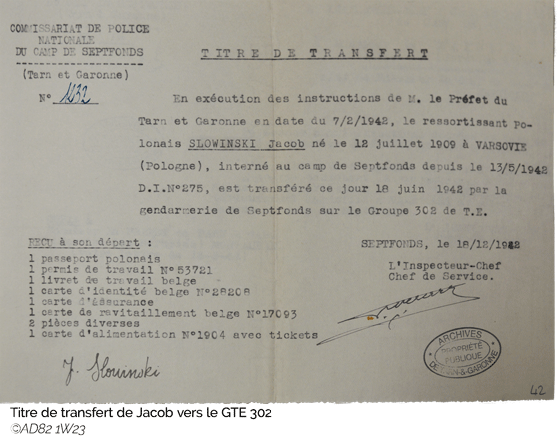 COMMISSARIAT DE POLICE
NATIONALE
DU CAMP DE SEPTFONDS
(Tarn et Garonne)
N° 1232
TITRE DE TRANSFERT
En exécution des instructions de M. le Préfet du
Tarn et Garonne en date du 7/2/1942, le ressortissant po-
lonais SLOWINSKI Jacob né le 12 juillet 1909 à VARSOVIE
(Pologne), interné au camp de Septfonds depuis le 13/5/1942
D.I.N°275, est transféré ce jour 18 juin 1942 par la
gendarmerie de Septfonds sur le Groupe 302 de T.E.
REÇU à son départ :
1 passeport polonais
1 permis de travail N°53721
1 livret de travail belge
1 carte d'identité belge N°28208
1 carte d'Éssurance
1 carte de ravitaillement belge N°17093
2 pièces diverses
1 carte d'alimentation N°1904 avec tickets
SEPTFONDS, le 18/12/1942
L'Inspecteur-Chef
Chef de Service.
J. Slowinski
ARCHIVES
PROPRIÉTÉ
PUBLIQUE
DE TARN-&-GARONNE
42
Titre de transfert de Jacob vers le GTE 302
©AD82 1W23